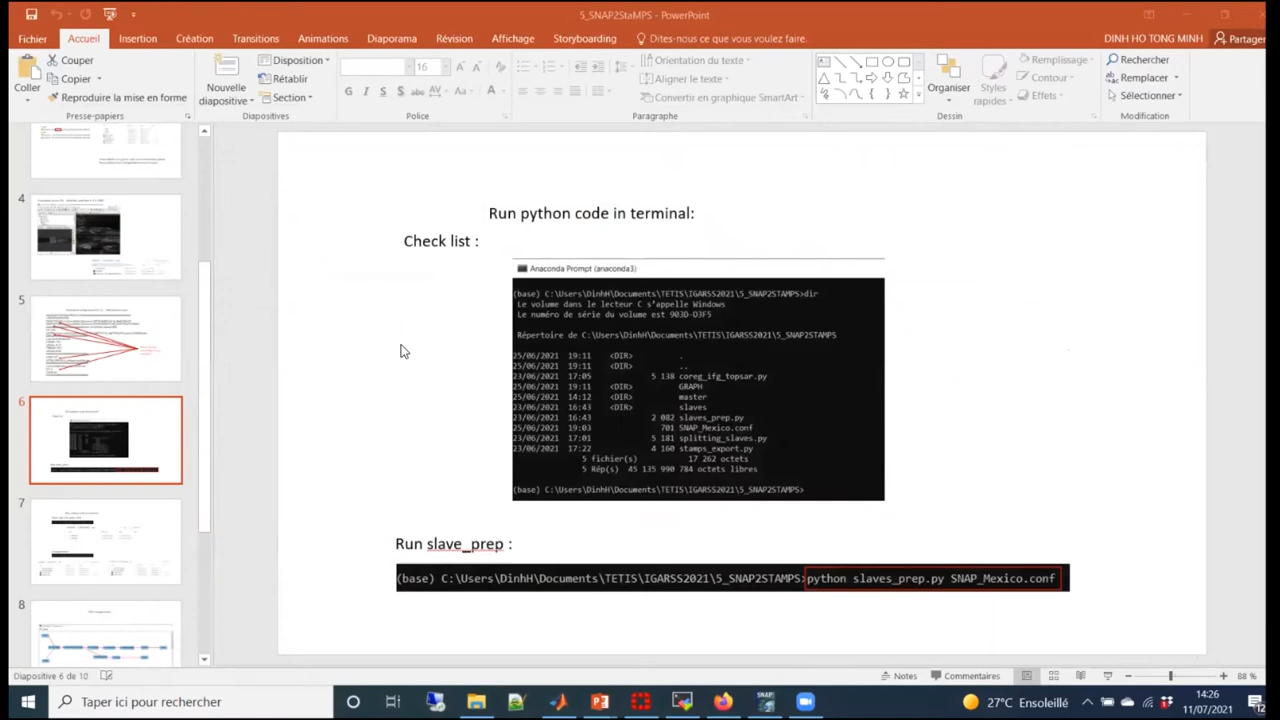 5_SNAP2StaMPS - PowerPoint
Fichier Accueil Insertion Création Transitions Animations Diaporama Révision Affichage Storyboarding Dites-nous ce que vous voulez faire. DINH HO TONG MINH Partager
Coller
Couper
Copier
Reproduire la mise en forme
Presse-papiers
Nouvelle
diapositive
Disposition
Rétablir
Section
Diapositives
16
Police
Orientation du texte
Aligner le texte
Convertir en graphique SmartArt
Paragraphe
Organiser
Styles
rapides
Remplissage
Contour
Effets
Dessin
Rechercher
Remplacer
Sélectionner
Modification
4
5
6
8
Run python code in terminal:
Check list :
Anaconda Prompt (anaconda3)
(base) C:\Users\DinhH\Documents\TETIS\IGARSS2021\5_SNAP2STAMPS>dir
Le volume dans le lecteur C s'appelle Windows
Le numéro de série du volume est 903D-D3F5
Répertoire de C:\Users\DinhH\Documents\TETIS\IGARSS2021\5_SNAP2STAMPS
25/06/2021 19:11 <DIR> .
25/06/2021 19:11 <DIR> ..
23/06/2021 17:05 5 138 coreg_ifg_topsar.py
25/06/2021 19:11 <DIR> GRAPH
25/06/2021 14:12 <DIR> master
23/06/2021 16:43 <DIR> slaves
23/06/2021 16:43 2 082 slaves_prep.py
25/06/2021 19:03 701 SNAP_Mexico.conf
23/06/2021 17:01 5 181 splitting_slaves.py
23/06/2021 17:22 4 160 stamps_export.py
5 fichier(s) 17 262 octets
5 Rép(s) 45 135 990 784 octets libres
(base) C:\Users\DinhH\Documents\TETIS\IGARSS2021\5_SNAP2STAMPS>
Run slave_prep :
(base) C:\Users\DinhH\Documents\TETIS\IGARSS2021\5_SNAP2STAMPS>python slaves_prep.py SNAP_Mexico.conf
Diapositive 6 de 10 Notes Commentaires 88 %
Taper ici pour rechercher 27°C Ensoleillé 14:26
11/07/2021 12